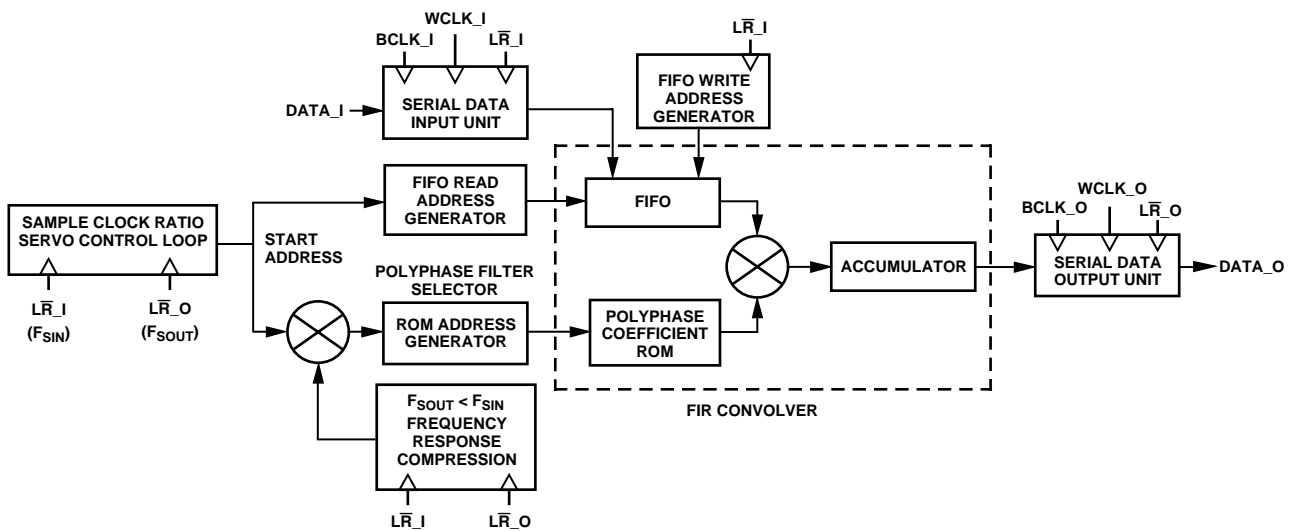 WCLK_I
BCLK_I
LR̅_I
DATA_I
SERIAL DATA
INPUT UNIT
LR̅_I
FIFO WRITE
ADDRESS
GENERATOR
SAMPLE CLOCK RATIO
SERVO CONTROL LOOP
LR̅_I
(FSIN)
LR̅_O
(FSOUT)
START
ADDRESS
FIFO READ
ADDRESS
GENERATOR
FIFO
POLYPHASE FILTER
SELECTOR
ROM ADDRESS
GENERATOR
POLYPHASE
COEFFICIENT
ROM
ACCUMULATOR
WCLK_O
BCLK_O
LR̅_O
SERIAL DATA
OUTPUT UNIT
DATA_O
FIR CONVOLVER
FSOUT < FSIN
FREQUENCY
RESPONSE
COMPRESSION
LR̅_I
LR̅_O